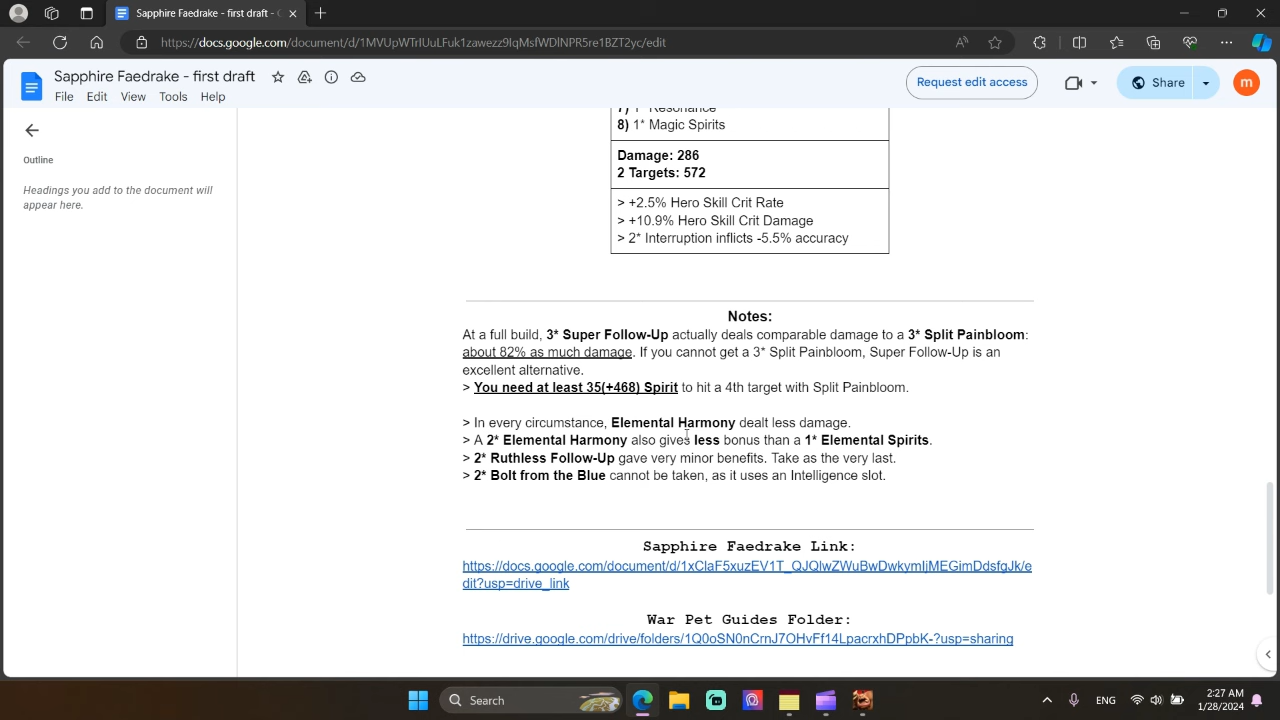 Sapphire Faedrake - first draft - G
https://docs.google.com/document/d/1MVUpWTrIUuLFuk1zawezz9IqMsfWDlNPR5re1BZT2yc/edit
Sapphire Faedrake - first draft
File Edit View Tools Help
Request edit access
Share
m
Outline
Headings you add to the document will
appear here.
7) 1* Resonance
8) 1* Magic Spirits
Damage: 286
2 Targets: 572
> +2.5% Hero Skill Crit Rate
> +10.9% Hero Skill Crit Damage
> 2* Interruption inflicts -5.5% accuracy
Notes:
At a full build, 3* Super Follow-Up actually deals comparable damage to a 3* Split Painbloom:
about 82% as much damage. If you cannot get a 3* Split Painbloom, Super Follow-Up is an
excellent alternative.
> You need at least 35(+468) Spirit to hit a 4th target with Split Painbloom.
> In every circumstance, Elemental Harmony dealt less damage.
> A 2* Elemental Harmony also gives less bonus than a 1* Elemental Spirits.
> 2* Ruthless Follow-Up gave very minor benefits. Take as the very last.
> 2* Bolt from the Blue cannot be taken, as it uses an Intelligence slot.
Sapphire Faedrake Link:
https://docs.google.com/document/d/1xClaF5xuzEV1T_QJQlwZWuBwDwkymIjMEGimDdsfgJk/e
dit?usp=drive_link
War Pet Guides Folder:
https://drive.google.com/drive/folders/1Q0oSN0nCrnJ7OHvFf14LpacrxhDPpbK-?usp=sharing
Search
ENG
2:27 AM
1/28/2024